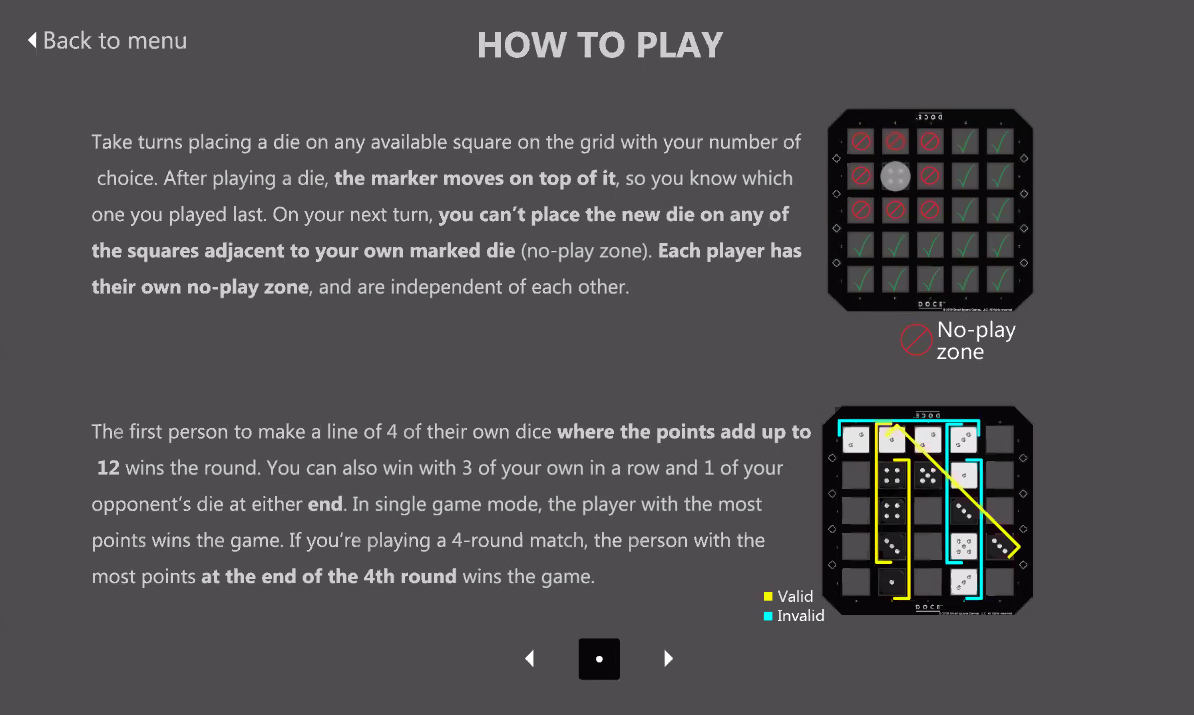 Back to menu
HOW TO PLAY
Take turns placing a die on any available square on the grid with your number of
choice. After playing a die, the marker moves on top of it, so you know which
one you played last. On your next turn, you can't place the new die on any of
the squares adjacent to your own marked die (no-play zone). Each player has
their own no-play zone, and are independent of each other.
DOCE
DOCE
No-play
zone
The first person to make a line of 4 of their own dice where the points add up to
12 wins the round. You can also win with 3 of your own in a row and 1 of your
opponent's die at either end. In single game mode, the player with the most
points wins the game. If you're playing a 4-round match, the person with the
most points at the end of the 4th round wins the game.
DOCE
DOCE
Valid
Invalid